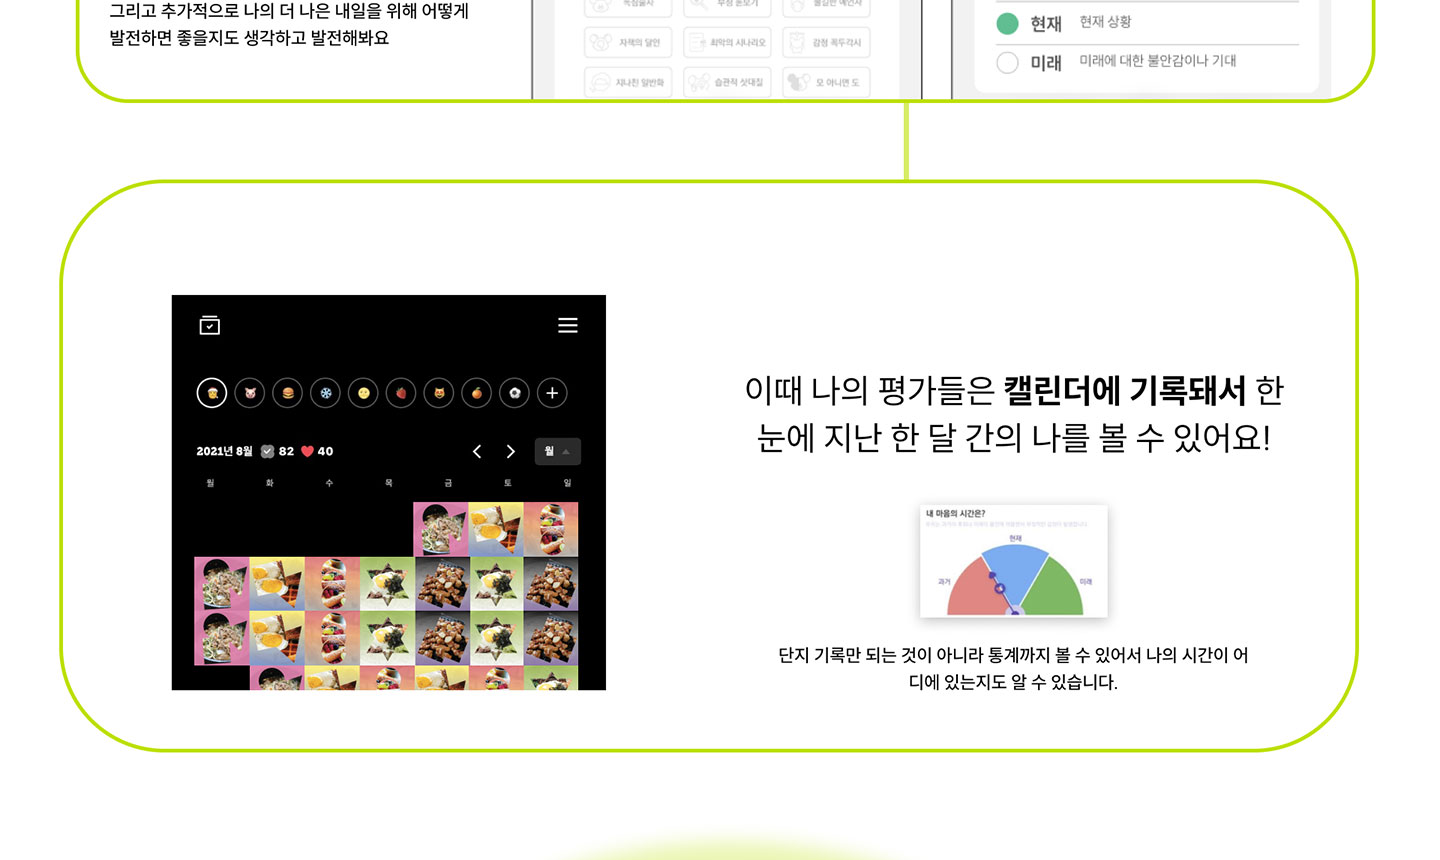 그리고 추가적으로 나의 더 나은 내일을 위해 어떻게
발전하면 좋을지도 생각하고 발전해봐요
자책의 달인
최악의 시나리오
감정 꼭두각시
지나친 일반화
습관적 잣대질
모 아니면 도
현재 현재 상황
미래 미래에 대한 불안감이나 기대
2021년 8월 82 40
월
월 화 수 목 금 토 일
이때 나의 평가들은 캘린더에 기록돼서 한
눈에 지난 한 달 간의 나를 볼 수 있어요!
내 마음의 시간은?
현재
과거
미래
단지 기록만 되는 것이 아니라 통계까지 볼 수 있어서 나의 시간이 어
디에 있는지도 알 수 있습니다.